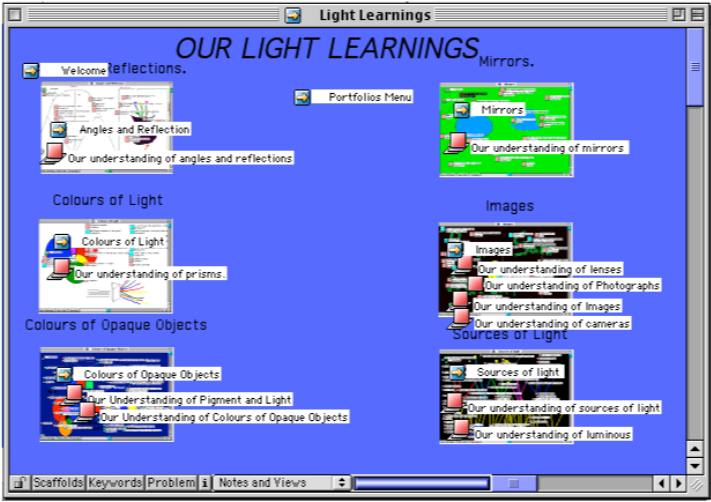 Light Learnings
OUR LIGHT LEARNINGS
Welcome
Reflections.
Mirrors.
Portfolios Menu
Angles and Reflection
Our understanding of angles and reflections
Mirrors
Our understanding of mirrors
Colours of Light
Colours of Light
Our understanding of prisms.
Images
Images
Our understanding of lenses
Our understanding of Photographs
Our understanding of Images
Our understanding of cameras
Colours of Opaque Objects
Colours of Opaque Objects
Our Understanding of Pigment and Light
Our Understanding of Colours of Opaque Objects
Sources of Light
Sources of light
Our understanding of sources of light
Our understanding of luminous
Scaffolds Keywords Problem i Notes and Views